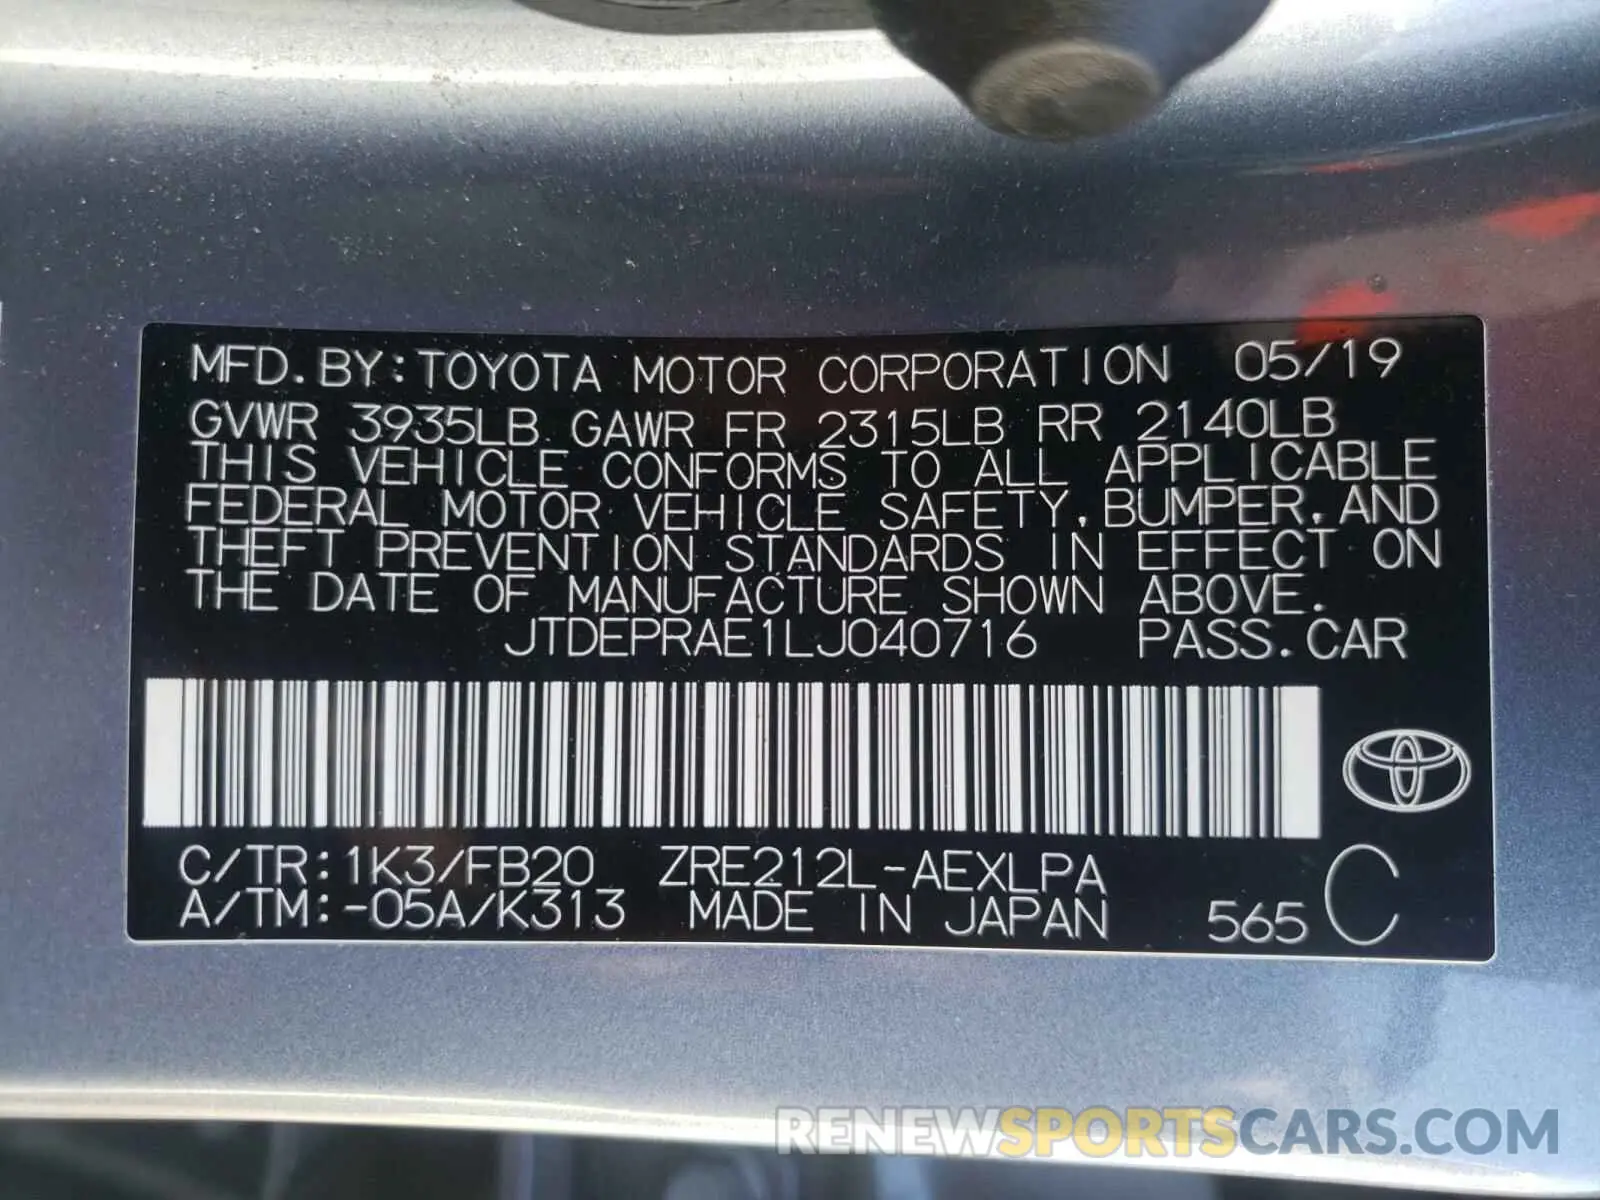 MFD. BY: TOYOTA MOTOR CORPORATION 05/19
GVWR 3935LB GAWR FR 2315LB RR 2140LB
THIS VEHICLE CONFORMS TO ALL APPLICABLE
FEDERAL MOTOR VEHICLE SAFETY, BUMPER, AND
THEFT PREVENTION STANDARDS IN EFFECT ON
THE DATE OF MANUFACTURE SHOWN ABOVE.
JTDEPRAE1LJ040716 PASS. CAR
C/TR: 1K3/FB20 ZRE212L-AEXLPA
A/TM: -05A/K313 MADE IN JAPAN 565 C
RENEWSPORTSCARS.COM